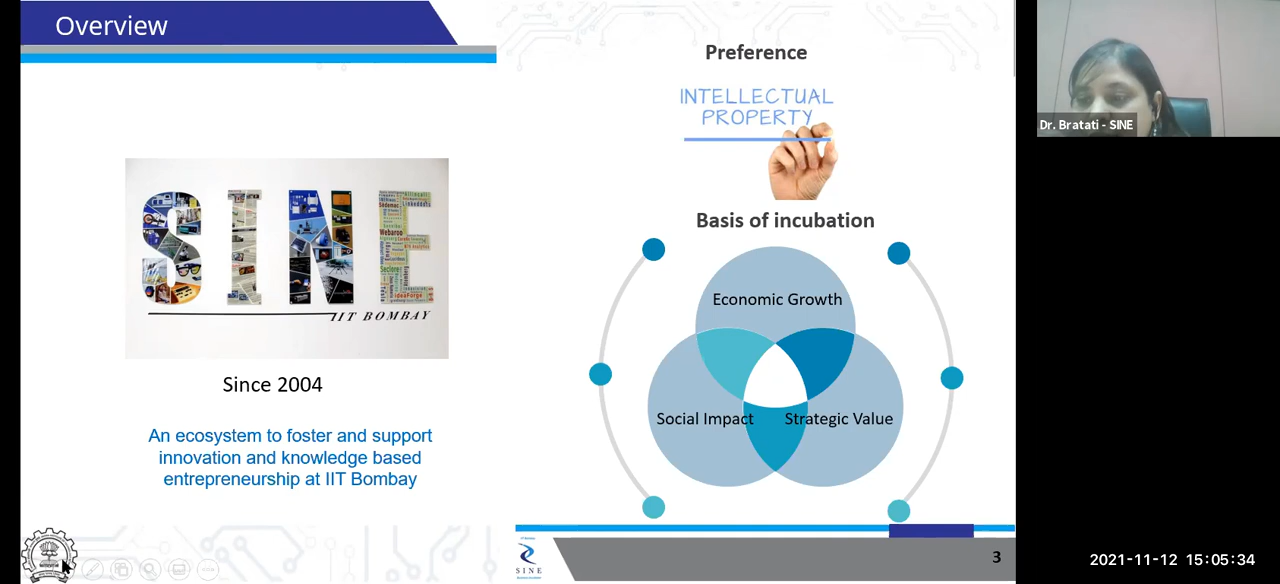 Overview
SINE
IIT BOMBAY
Since 2004
An ecosystem to foster and support
innovation and knowledge based
entrepreneurship at IIT Bombay
Preference
INTELLECTUAL
PROPERTY
Basis of incubation
Economic Growth
Social Impact
Strategic Value
SINE
3
Dr. Bratati - SINE
2021-11-12 15:05:34